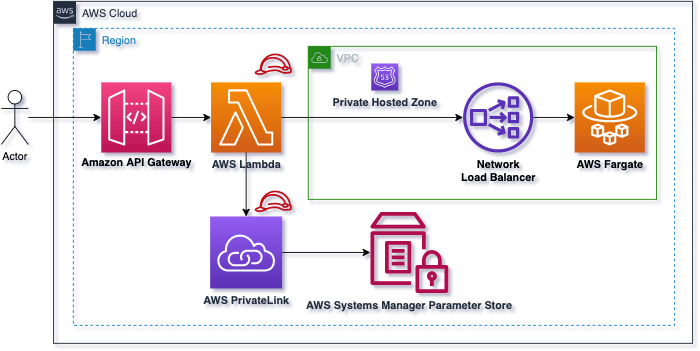 aws
AWS Cloud
Region
VPC
53
Private Hosted Zone
</>
Actor
Amazon API Gateway
AWS Lambda
Network
Load Balancer
AWS Fargate
AWS PrivateLink
AWS Systems Manager Parameter Store